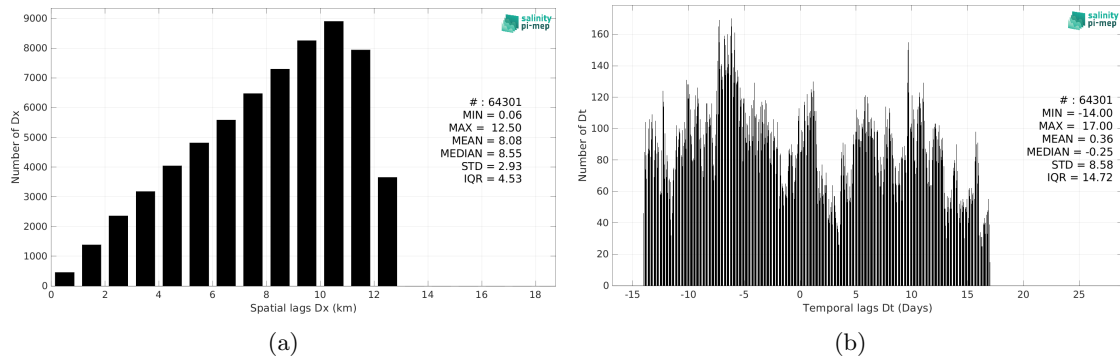 9000
8000
7000
6000
5000
4000
3000
2000
1000
0
Number of Dx
0 2 4 6 8 10 12 14 16 18
Spatial lags Dx (km)
salinity
pi-mep
# : 64301
MIN = 0.06
MAX = 12.50
MEAN = 8.08
MEDIAN = 8.55
STD = 2.93
IQR = 4.53
(a)
160
140
120
100
80
60
40
20
0
Number of Dt
-15 -10 -5 0 5 10 15 20 25
Temporal lags Dt (Days)
salinity
pi-mep
# : 64301
MIN = -14.00
MAX = 17.00
MEAN = 0.36
MEDIAN = -0.25
STD = 8.58
IQR = 14.72
(b)